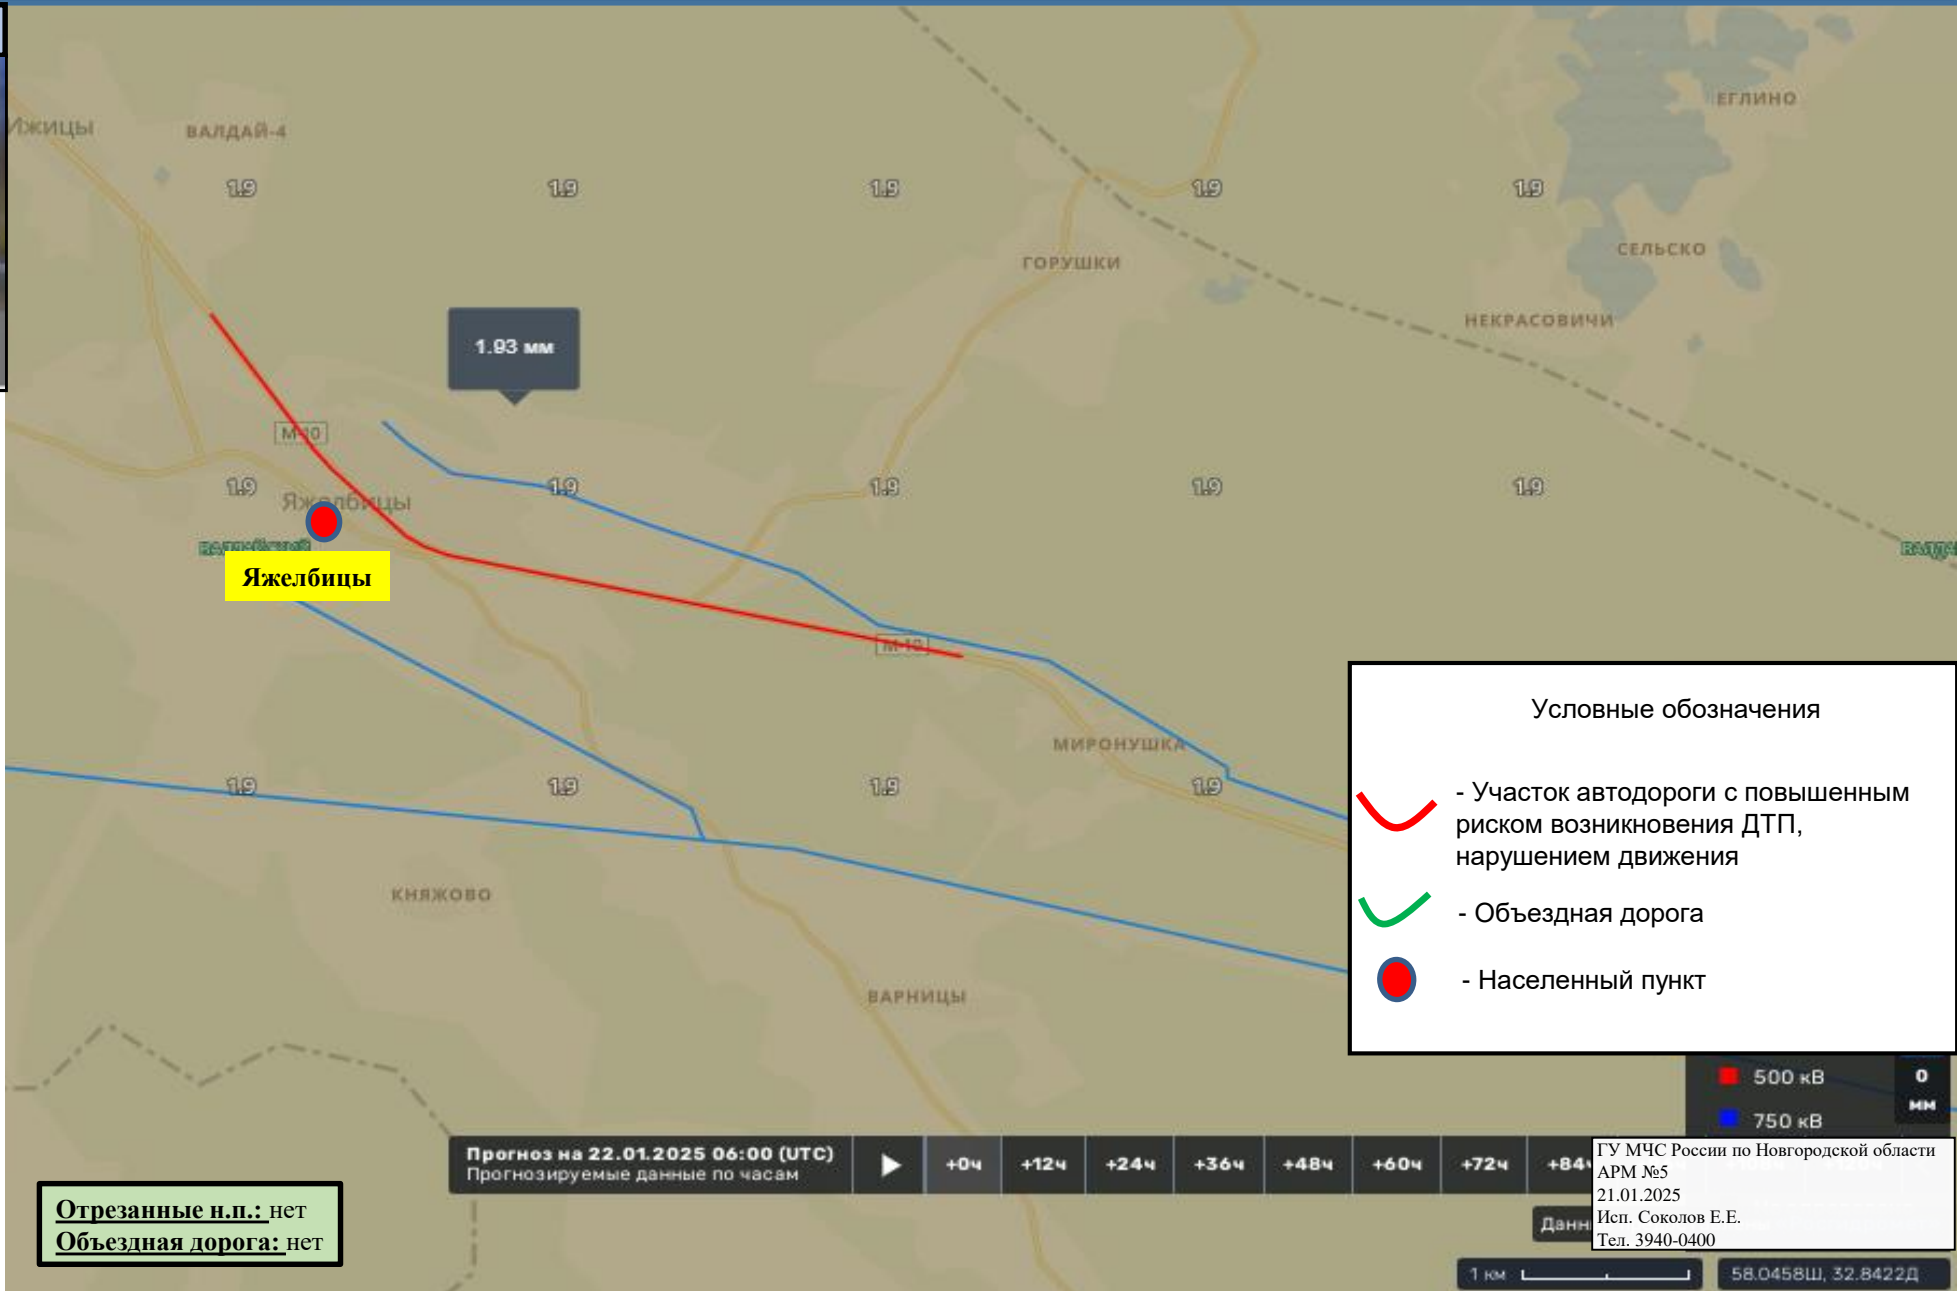 Ижицы
ВАЛДАЙ-4
ЕГЛИНО
1.9
1.9
1.9
1.9
1.9
ГОРУШКИ
СЕЛЬСКО
НЕКРАСОВИЧИ
1.93 мм
М-10
1.9
1.9
1.9
1.9
1.9
Яжелбицы
Яжелбицы
М-10
МИРОНУШКА
1.9
1.9
1.9
1.9
КНЯЖОВО
ВАРНИЦЫ
Условные обозначения
- Участок автодороги с повышенным
риском возникновения ДТП,
нарушением движения
- Объездная дорога
- Населенный пункт
500 кВ
750 кВ
0
мм
Прогноз на 22.01.2025 06:00 (UTC)
Прогнозируемые данные по часам
+0ч +12ч +24ч +36ч +48ч +60ч +72ч +84ч
ГУ МЧС России по Новгородской области
АРМ №5
21.01.2025
Исп. Соколов Е.Е.
Тел. 3940-0400
Отрезанные н.п.: нет
Объездная дорога: нет
1 км
58.0458Ш, 32.8422Д